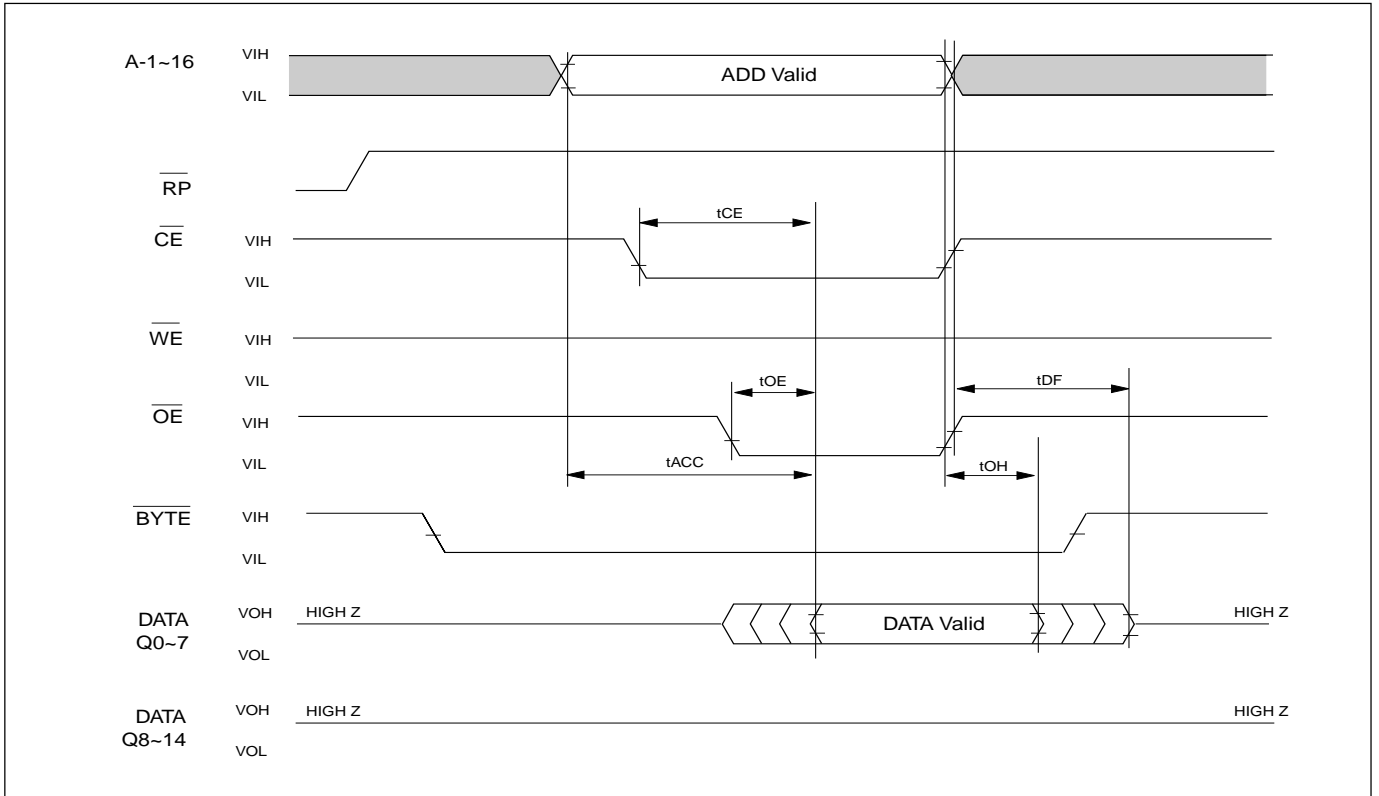 A-1~16
VIH
VIL
ADD Valid
RP
tCE
CE
VIH
VIL
WE
VIH
VIL
tOE
tDF
OE
VIH
VIL
tACC
tOH
BYTE
VIH
VIL
DATA
Q0~7
VOH
VOL
HIGH Z
DATA Valid
HIGH Z
DATA
Q8~14
VOH
VOL
HIGH Z
HIGH Z